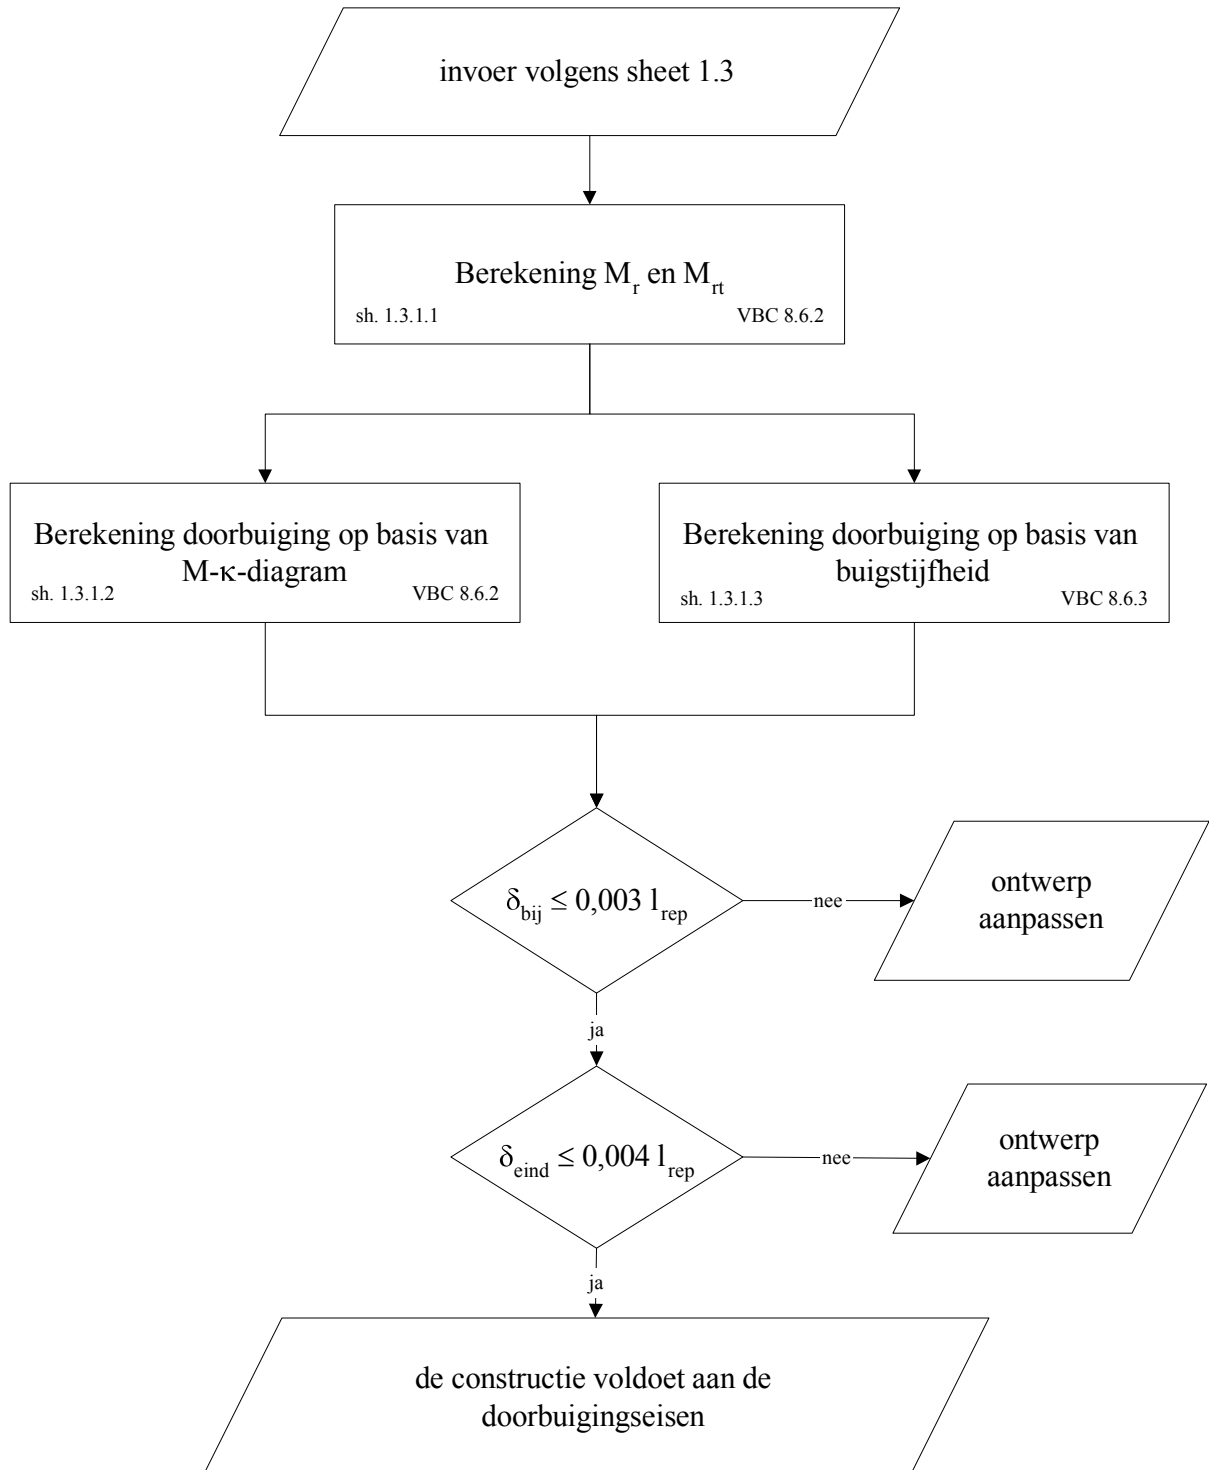 invoer volgens sheet 1.3
Berekening M_r en M_rt
sh. 1.3.1.1 VBC 8.6.2
Berekening doorbuiging op basis van
M-κ-diagram
sh. 1.3.1.2 VBC 8.6.2
Berekening doorbuiging op basis van
buigstijfheid
sh. 1.3.1.3 VBC 8.6.3
δ_bij ≤ 0,003 l_rep
nee
ontwerp
aanpassen
ja
δ_eind ≤ 0,004 l_rep
nee
ontwerp
aanpassen
ja
de constructie voldoet aan de
doorbuigingseisen